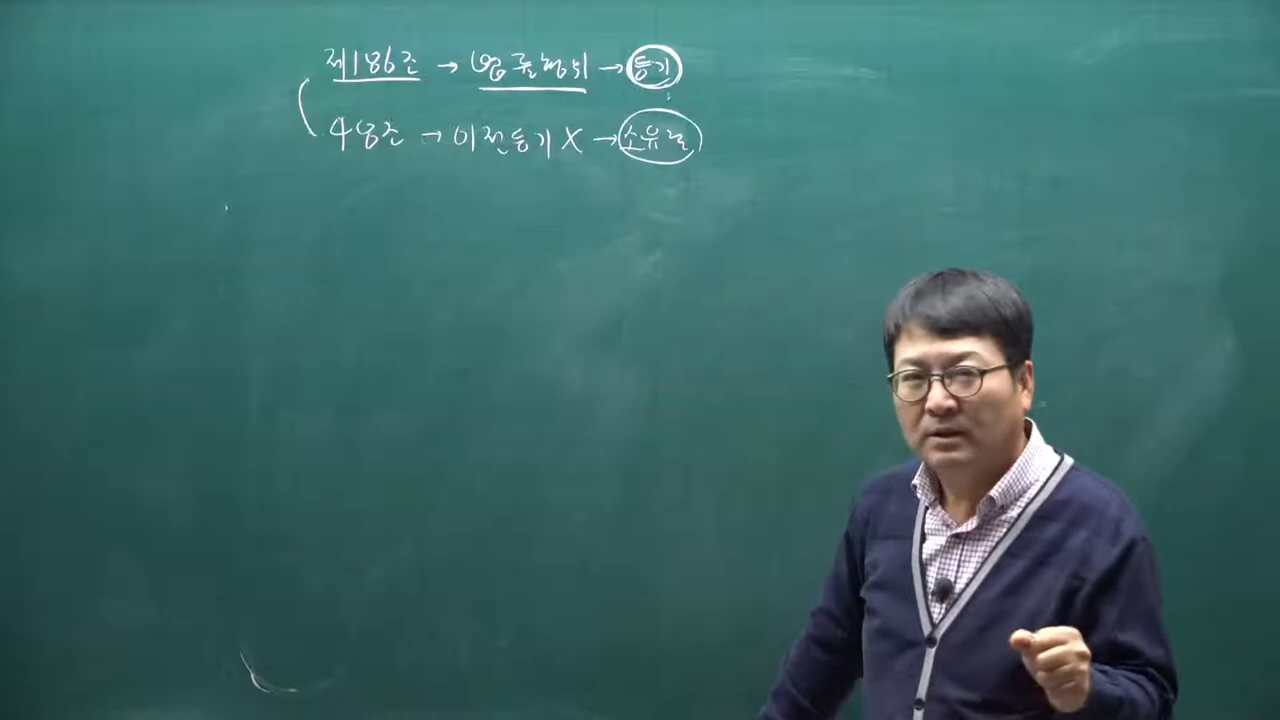 제186조 → 법률행위 → 등기
48조 → 이전등기 X → 소유권